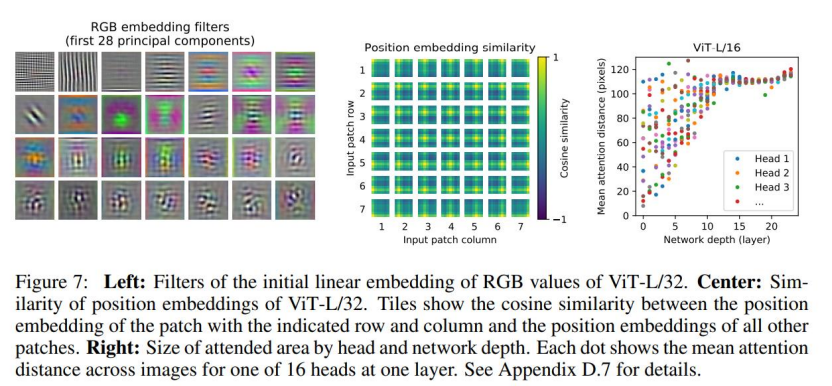 RGB embedding filters
(first 28 principal components)
Position embedding similarity
1
2
3
4
5
6
7
Input patch row
1 2 3 4 5 6 7
Input patch column
1
−1
Cosine similarity
ViT-L/16
120
100
80
60
40
20
0
Mean attention distance (pixels)
Head 1
Head 2
Head 3
...
0 5 10 15 20
Network depth (layer)
Figure 7: Left: Filters of the initial linear embedding of RGB values of ViT-L/32. Center: Sim-
ilarity of position embeddings of ViT-L/32. Tiles show the cosine similarity between the position
embedding of the patch with the indicated row and column and the position embeddings of all other
patches. Right: Size of attended area by head and network depth. Each dot shows the mean attention
distance across images for one of 16 heads at one layer. See Appendix D.7 for details.